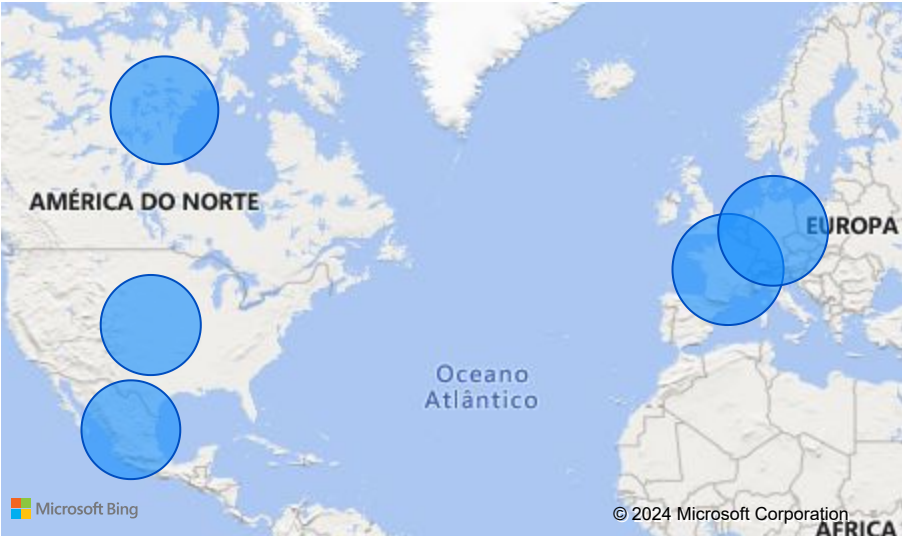 AMÉRICA DO NORTE
EUROPA
Oceano
Atlântico
Microsoft Bing
© 2024 Microsoft Corporation
ÁFRICA